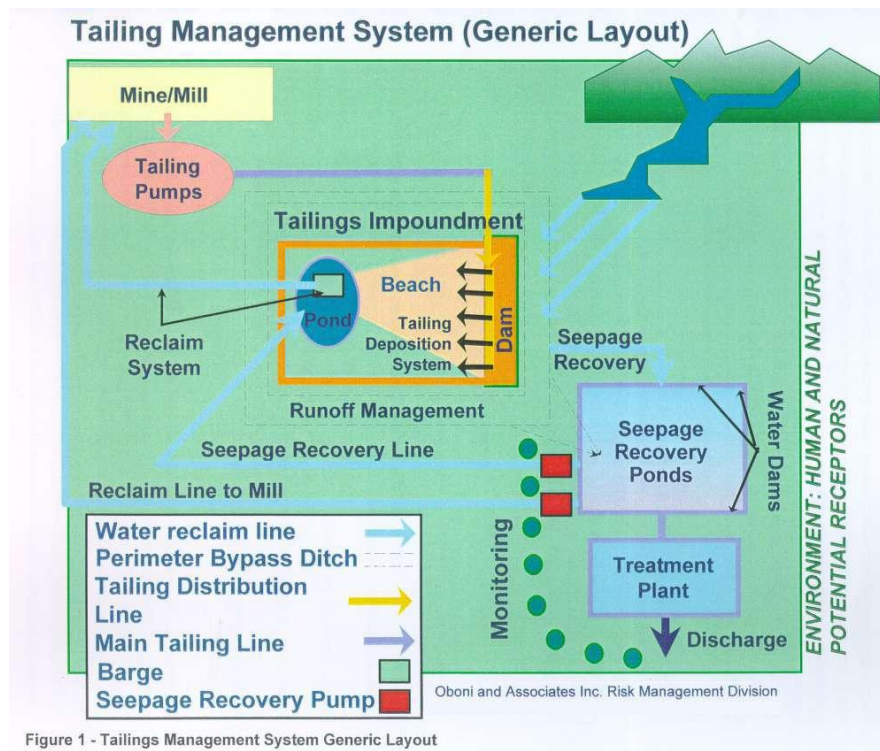 Tailing Management System (Generic Layout)
Mine/Mill
Tailing
Pumps
Tailings Impoundment
Beach
Pond
Tailing
Deposition
System
Dam
Reclaim
System
Runoff Management
Seepage
Recovery
Seepage Recovery Line
Reclaim Line to Mill
Seepage
Recovery
Ponds
Water Dams
Monitoring
Treatment
Plant
Discharge
ENVIRONMENT: HUMAN AND NATURAL
POTENTIAL RECEPTORS
Water reclaim line
Perimeter Bypass Ditch
Tailing Distribution
Line
Main Tailing Line
Barge
Seepage Recovery Pump
Oboni and Associates Inc. Risk Management Division
Figure 1 - Tailings Management System Generic Layout